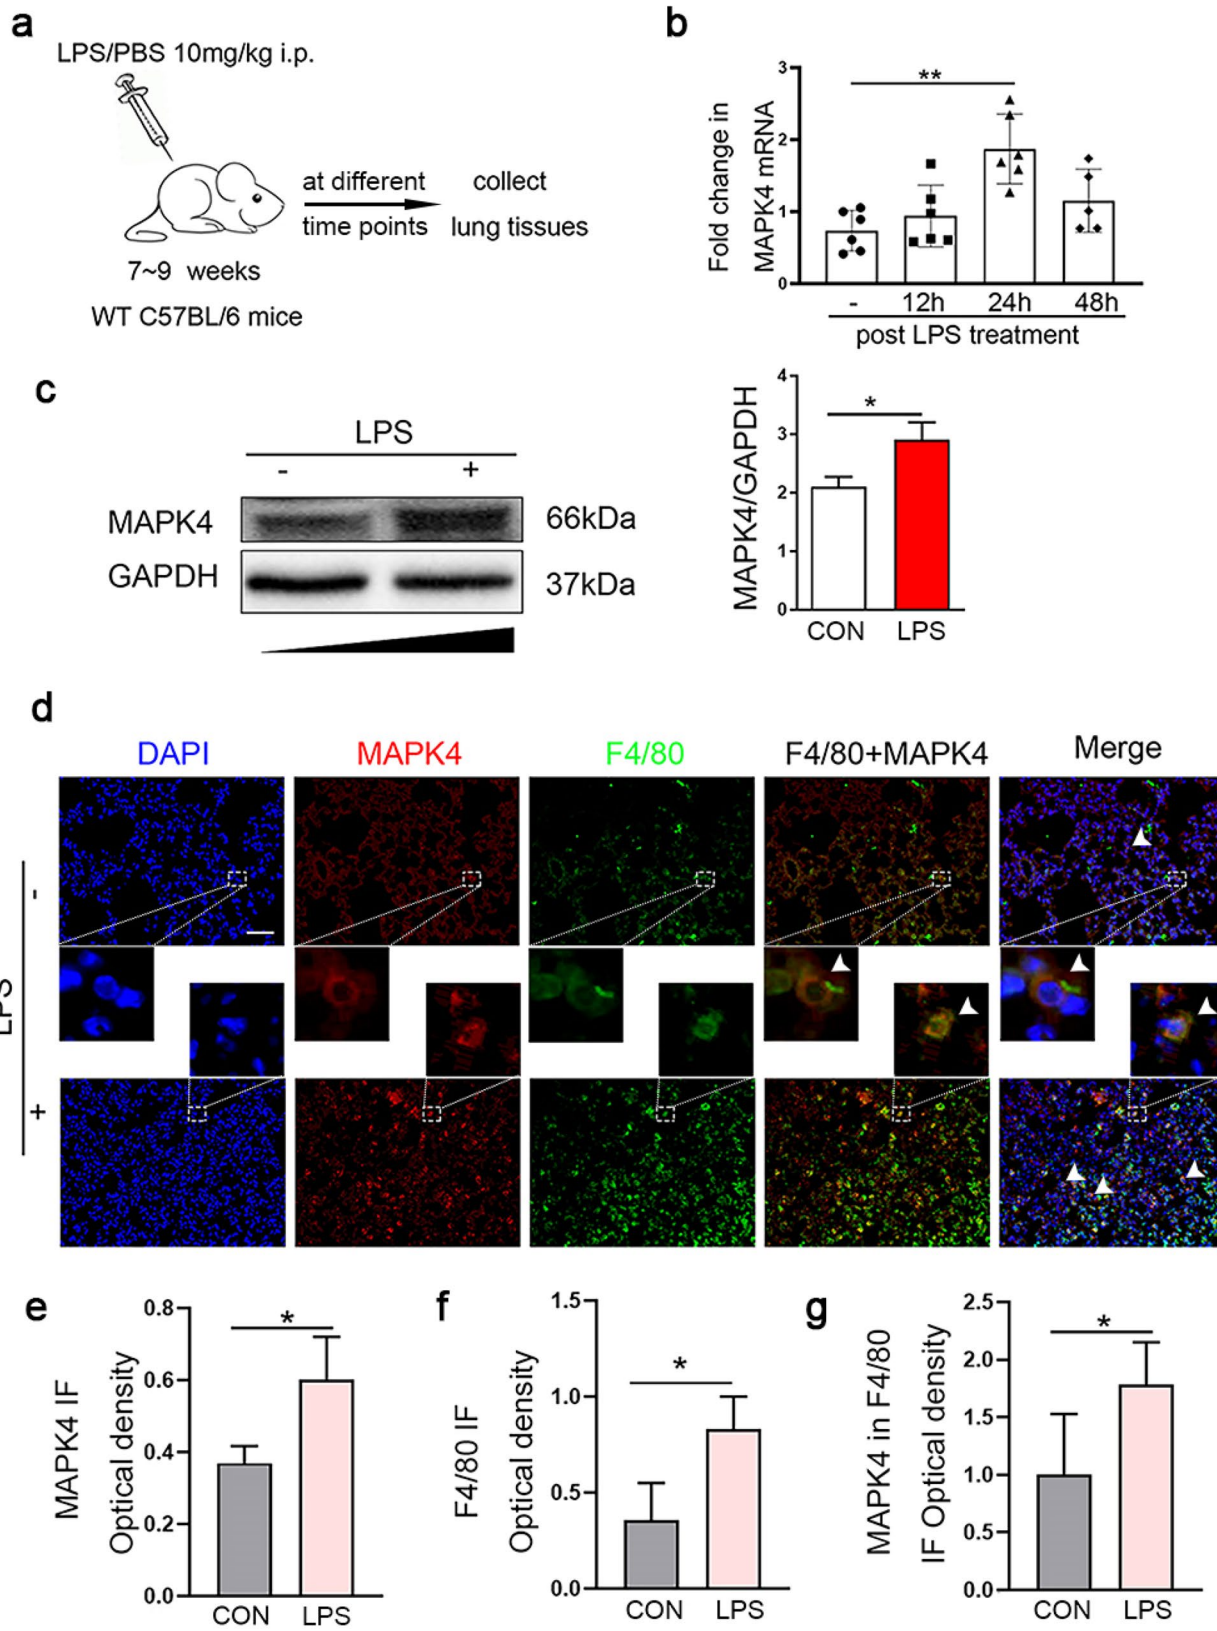 a
LPS/PBS 10mg/kg i.p.
at different
time points
collect
lung tissues
7~9 weeks
WT C57BL/6 mice
b
Fold change in
MAPK4 mRNA
3
2
1
0
**
- 12h 24h 48h
post LPS treatment
c
LPS
- +
MAPK4 66kDa
GAPDH 37kDa
MAPK4/GAPDH
4
3
2
1
0
*
CON LPS
d
DAPI MAPK4 F4/80 F4/80+MAPK4 Merge
LPS
-
+
e
MAPK4 IF
Optical density
0.8
0.6
0.4
0.2
0.0
*
CON LPS
f
F4/80 IF
Optical density
1.5
1.0
0.5
0.0
*
CON LPS
g
MAPK4 in F4/80
IF Optical density
2.5
2.0
1.5
1.0
0.5
0.0
*
CON LPS